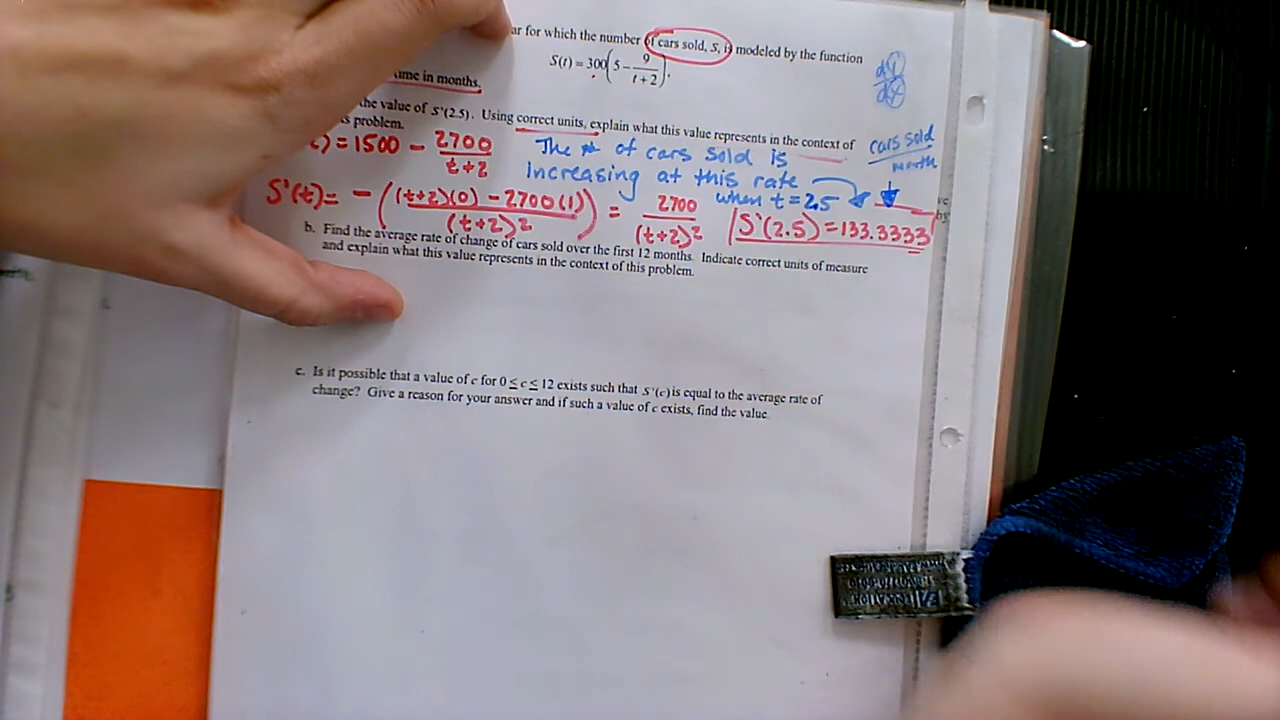 ar for which the number of cars sold, S, is modeled by the function
S(t) = 300(5 - 9/(t+2)),
time in months.
the value of S'(2.5). Using correct units, explain what this value represents in the context of
s problem.
cars sold
month
) = 1500 - 2700/(t+2)
The # of cars sold is
increasing at this rate
when t=2.5
S'(t) = - ((t+2)(0) - 2700(1))/(t+2)² = 2700/(t+2)²
S'(2.5)=133.3333
b. Find the average rate of change of cars sold over the first 12 months. Indicate correct units of measure
and explain what this value represents in the context of this problem.
c. Is it possible that a value of c for 0 ≤ c ≤ 12 exists such that S'(c) is equal to the average rate of
change? Give a reason for your answer and if such a value of c exists, find the value.